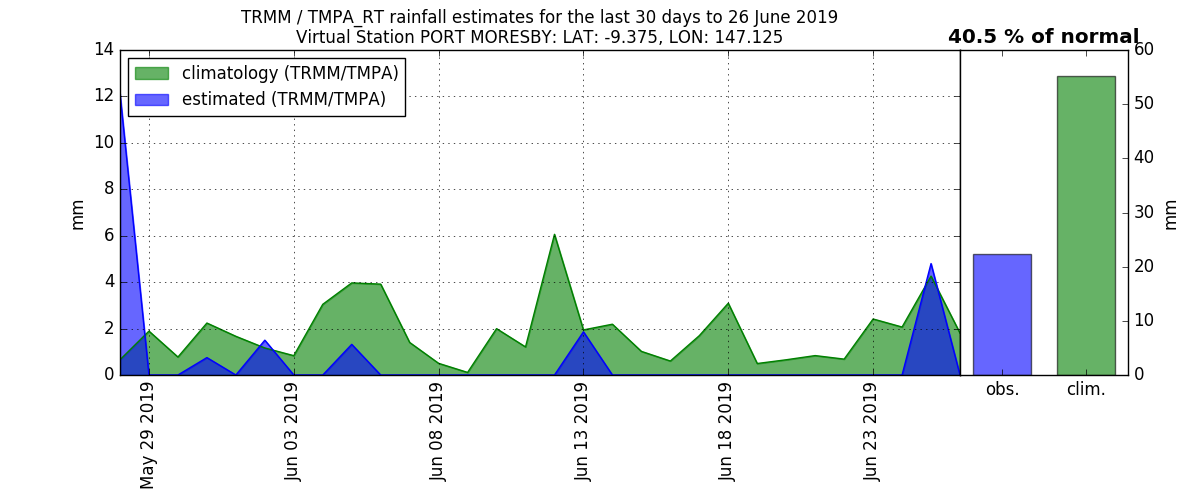 TRMM / TMPA_RT rainfall estimates for the last 30 days to 26 June 2019
Virtual Station PORT MORESBY: LAT: -9.375, LON: 147.125
40.5 % of normal
climatology (TRMM/TMPA)
estimated (TRMM/TMPA)
mm
14
12
10
8
6
4
2
0
May 29 2019
Jun 03 2019
Jun 08 2019
Jun 13 2019
Jun 18 2019
Jun 23 2019
obs.
clim.
60
50
40
30
20
10
0
mm